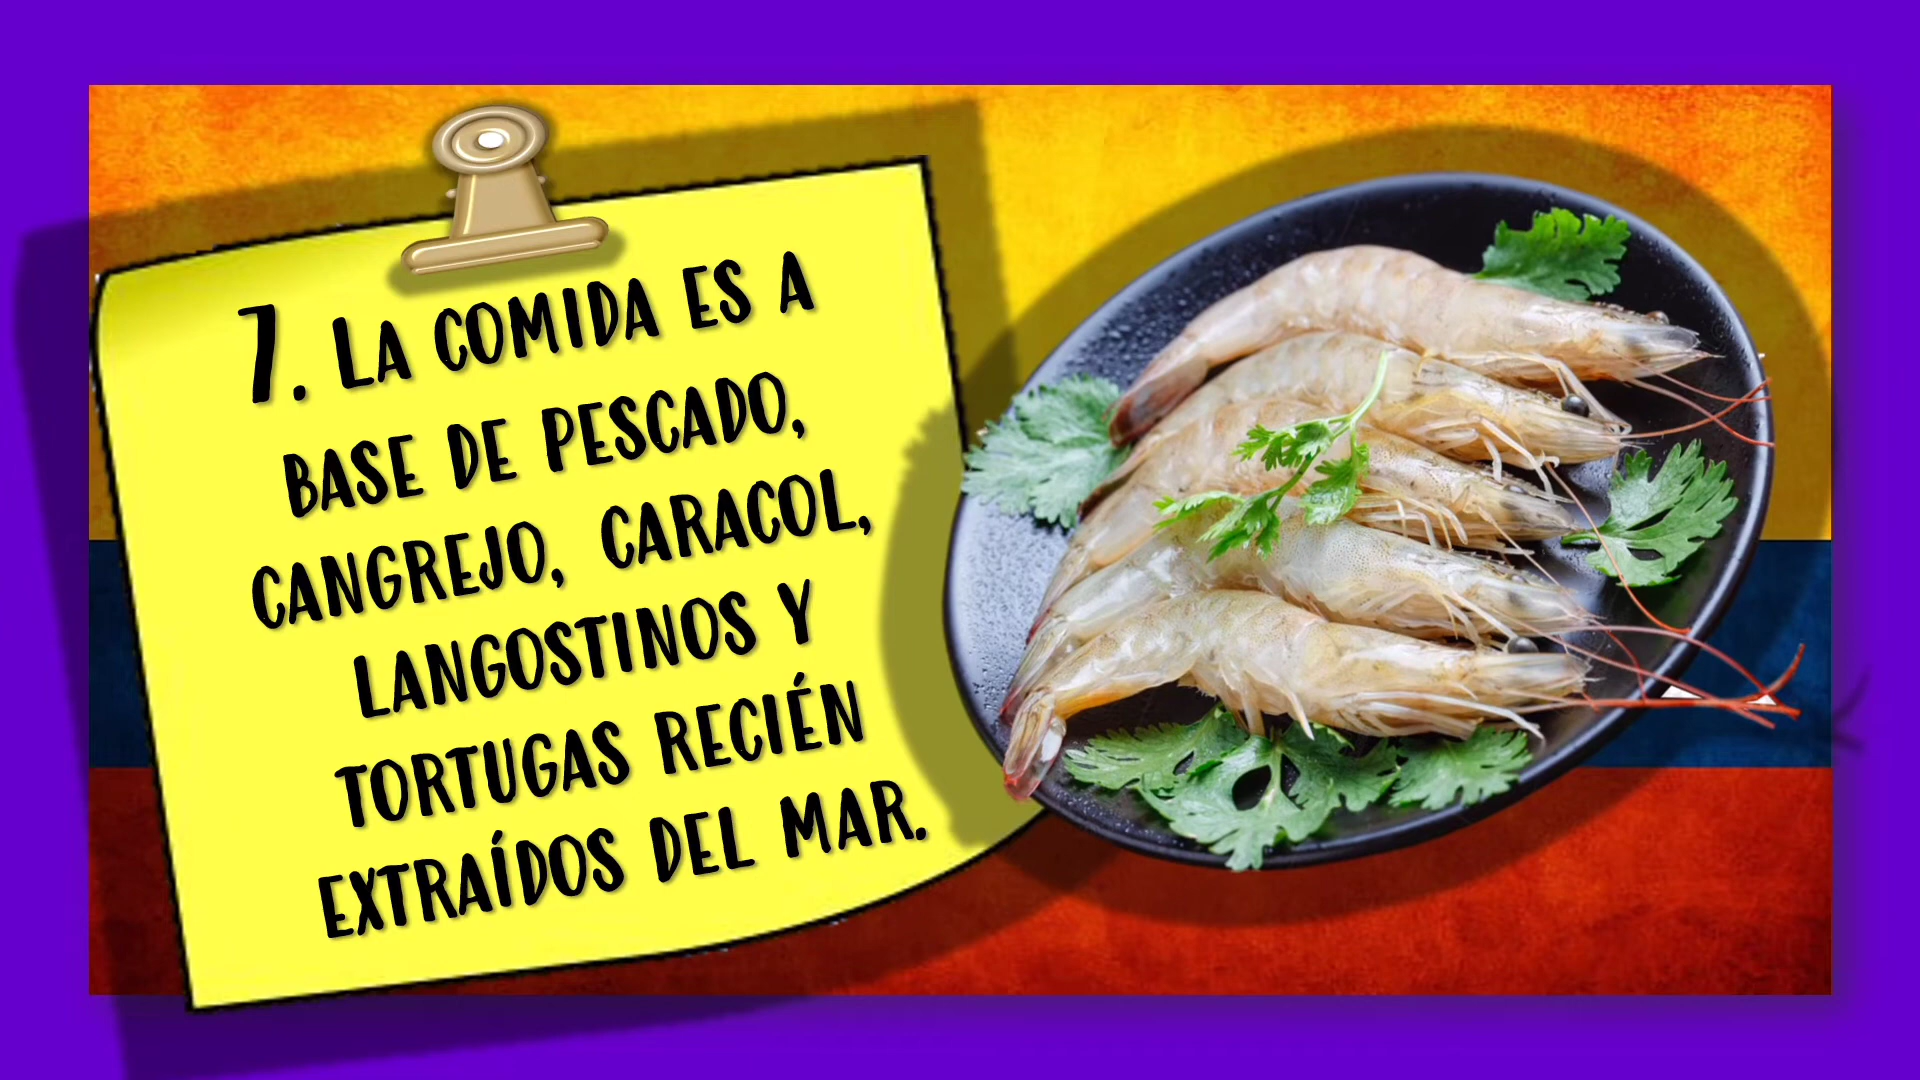 7. La comida es a
base de pescado,
cangrejo, caracol,
langostinos y
tortugas recién
extraídos del mar.